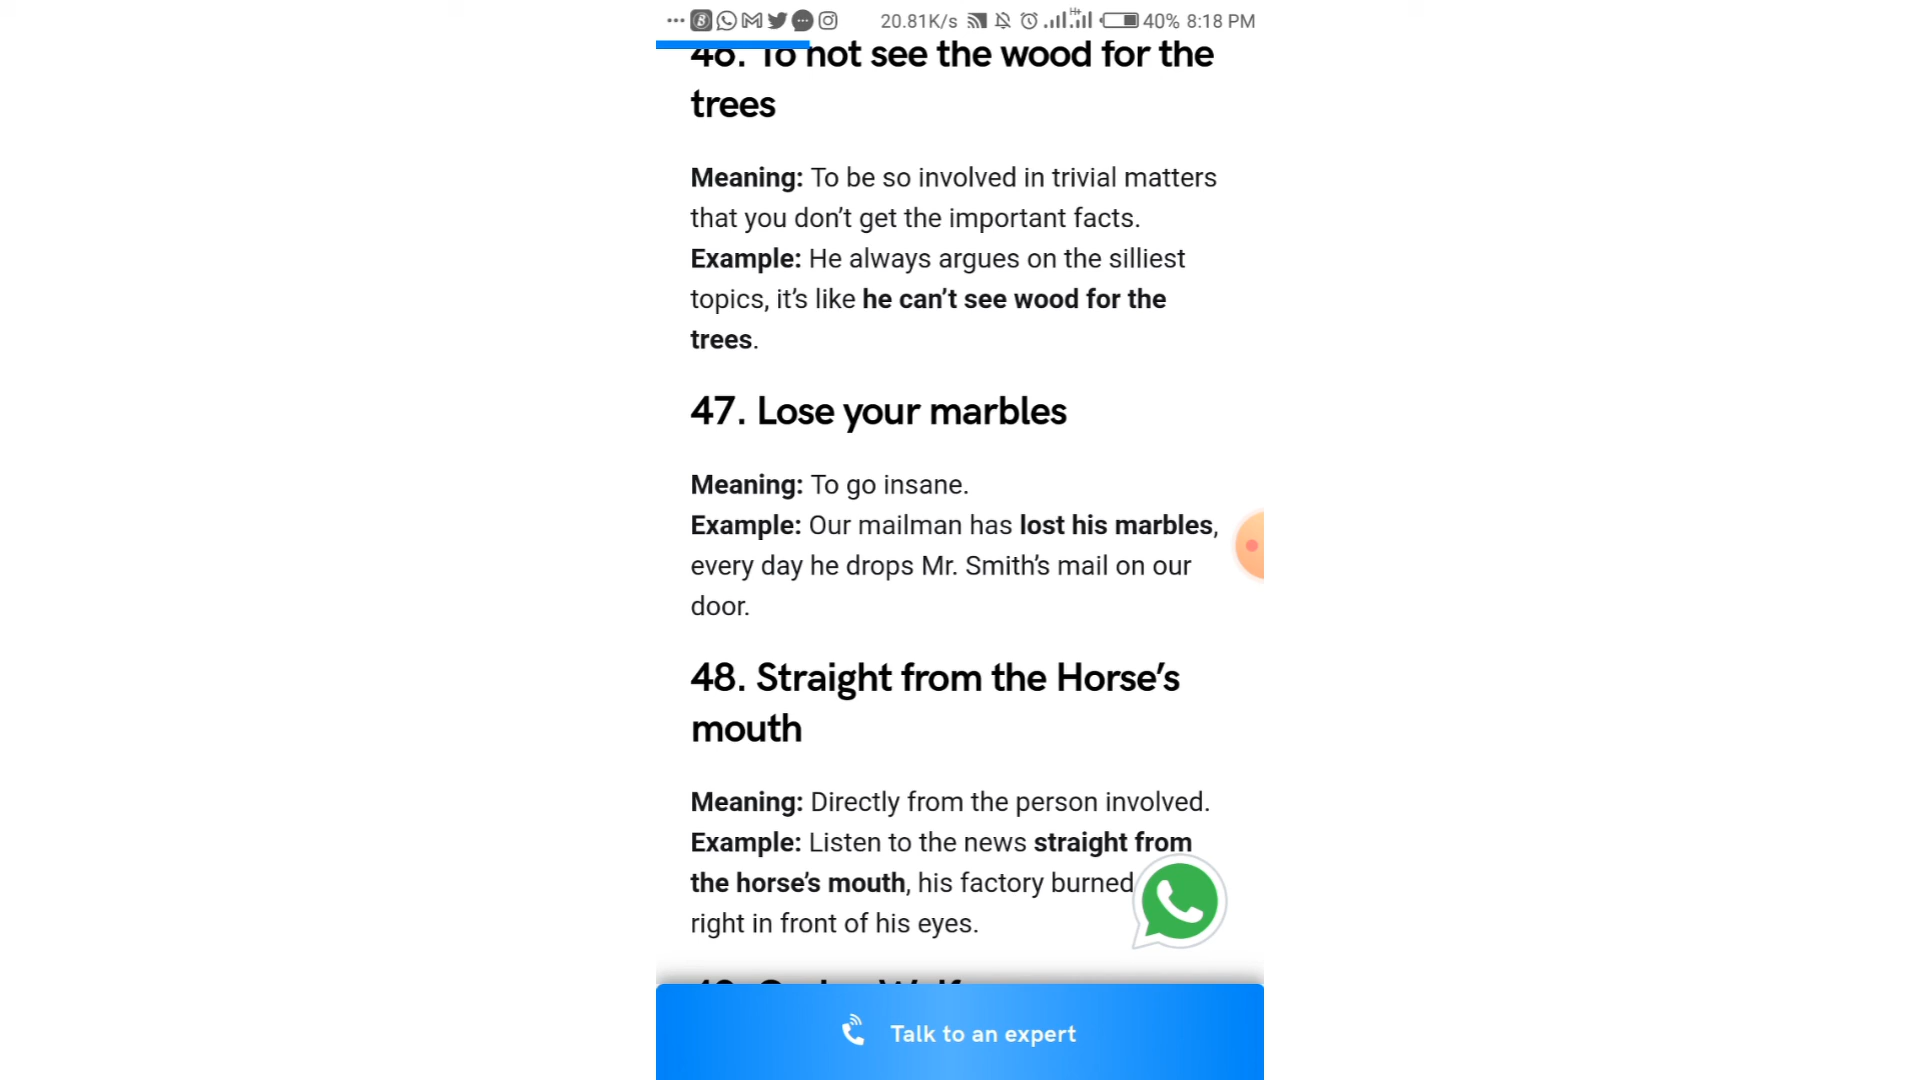 20.81K/s H+ 40% 8:18 PM
46. To not see the wood for the
trees
Meaning: To be so involved in trivial matters
that you don’t get the important facts.
Example: He always argues on the silliest
topics, it’s like he can’t see wood for the
trees.
47. Lose your marbles
Meaning: To go insane.
Example: Our mailman has lost his marbles,
every day he drops Mr. Smith’s mail on our
door.
48. Straight from the Horse’s
mouth
Meaning: Directly from the person involved.
Example: Listen to the news straight from
the horse’s mouth, his factory burned
right in front of his eyes.
Talk to an expert